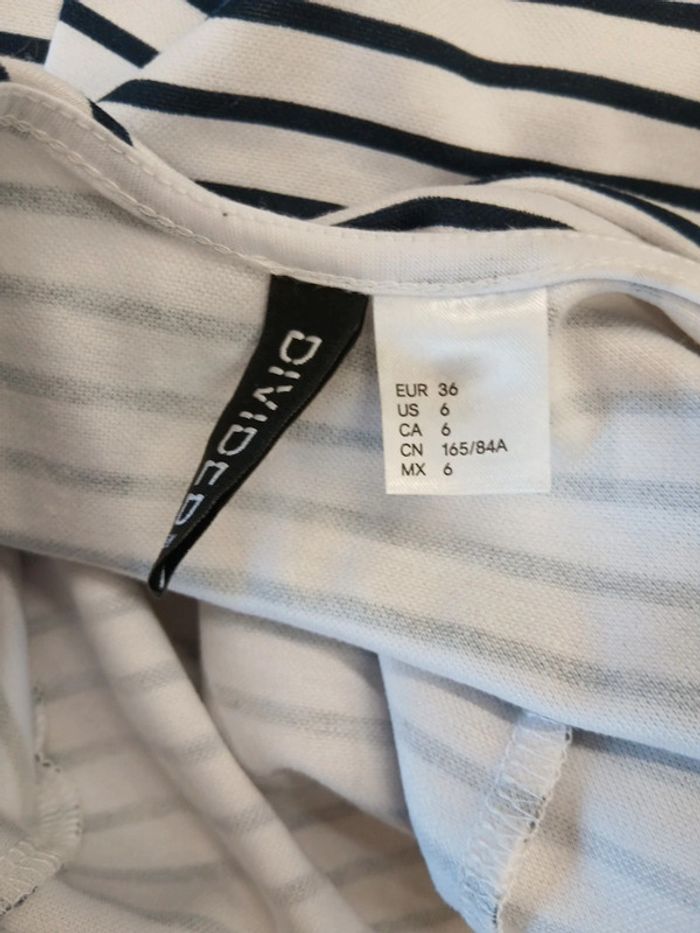 DIVIDED
EUR 36
US 6
CA 6
CN 165/84A
MX 6